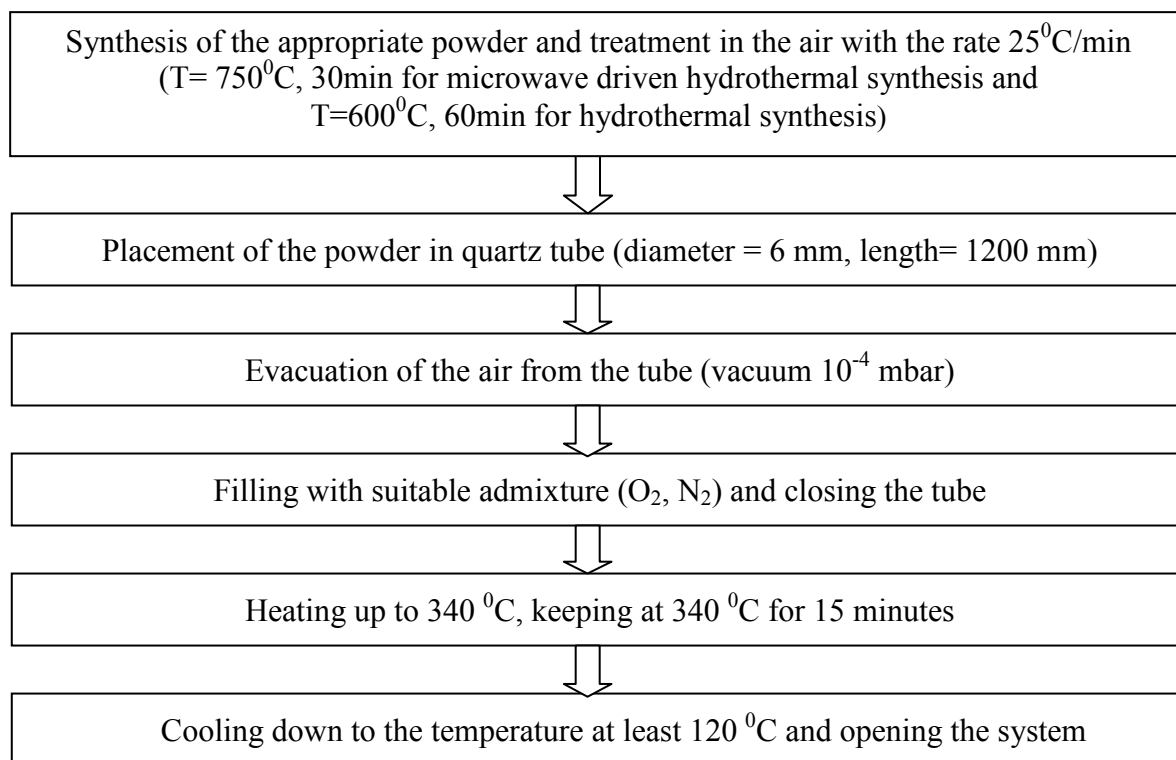 Synthesis of the appropriate powder and treatment in the air with the rate 25⁰C/min
(T= 750⁰C, 30min for microwave driven hydrothermal synthesis and
T=600⁰C, 60min for hydrothermal synthesis)
Placement of the powder in quartz tube (diameter = 6 mm, length= 1200 mm)
Evacuation of the air from the tube (vacuum 10⁻⁴ mbar)
Filling with suitable admixture (O₂, N₂) and closing the tube
Heating up to 340 ⁰C, keeping at 340 ⁰C for 15 minutes
Cooling down to the temperature at least 120 ⁰C and opening the system